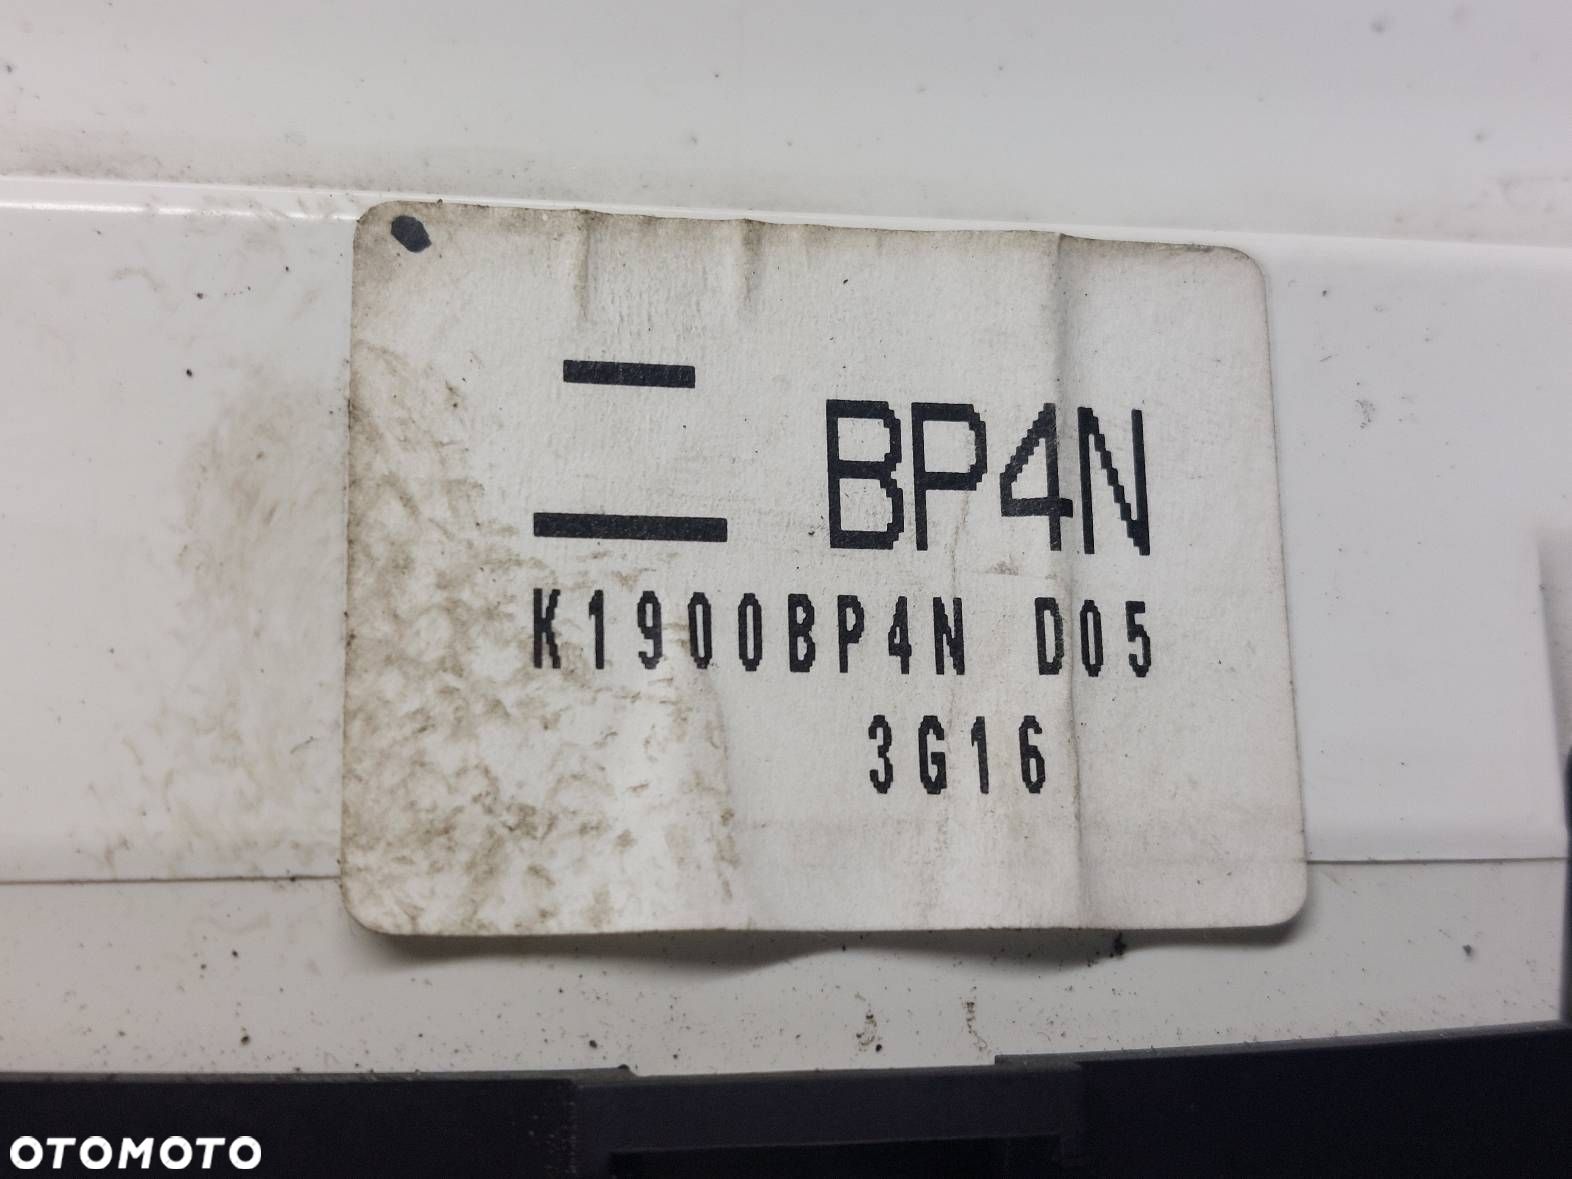 BP4N
K1900BP4N D05
3G16
OTOMOTO